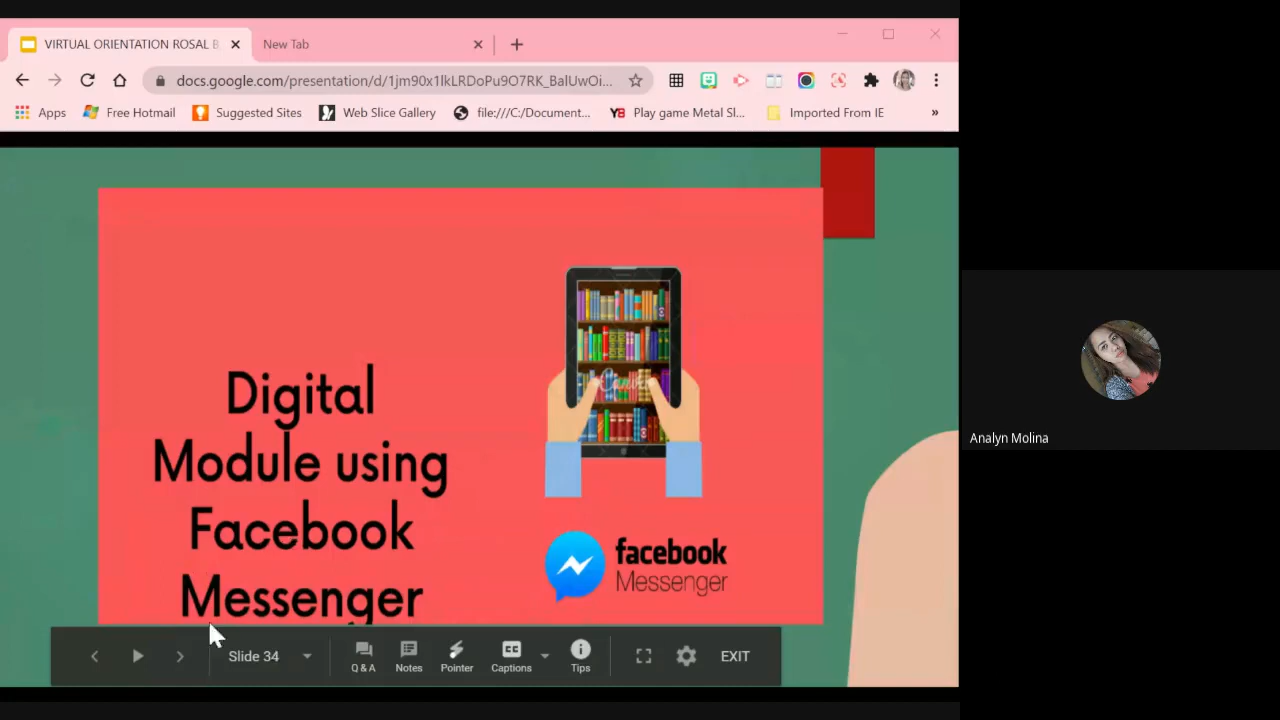 VIRTUAL ORIENTATION ROSAL B
New Tab
docs.google.com/presentation/d/1jm90x1lkLRDoPu9O7RK_BalUwOi...
Apps
Free Hotmail
Suggested Sites
Web Slice Gallery
file:///C:/Document...
Play game Metal Sl...
Imported From IE
»
Digital
Module using
Facebook
Messenger
Canva
facebook
Messenger
Slide 34
Q & A
Notes
Pointer
CC
Captions
Tips
EXIT
Analyn Molina